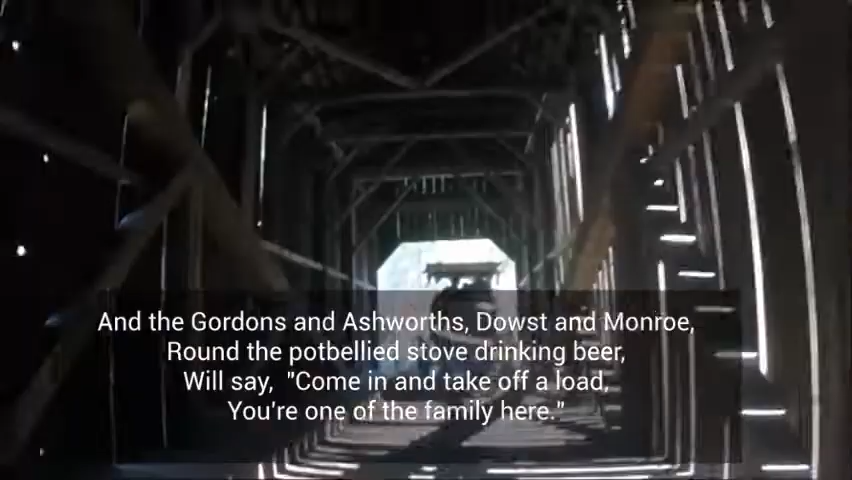 And the Gordons and Ashworths, Dowst and Monroe,
Round the potbellied stove drinking beer,
Will say,  "Come in and take off a load,
You're one of the family here."